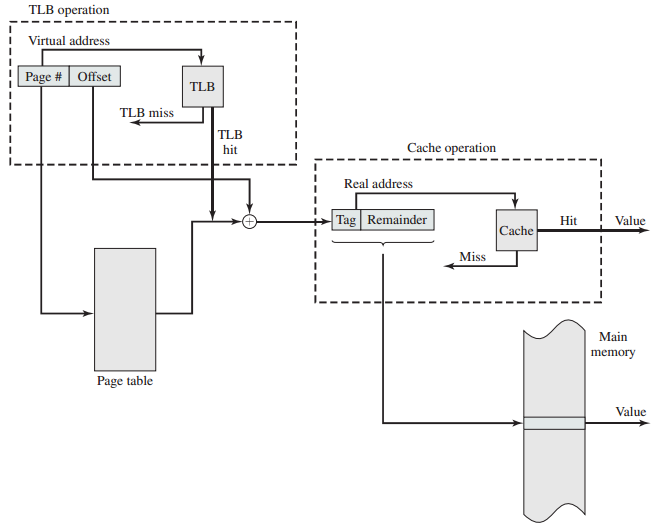 TLB operation
Virtual address
Page # Offset
TLB
TLB miss
TLB
hit
Cache operation
Real address
Tag Remainder
Cache
Hit
Value
Miss
Page table
Main
memory
Value